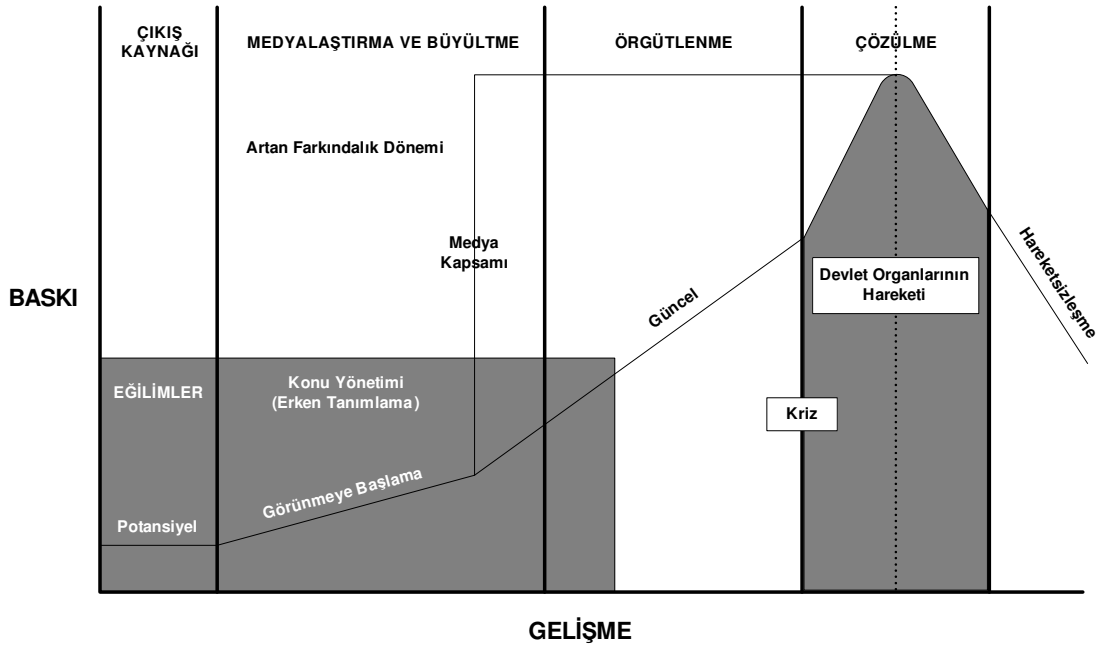 ÇIKIŞ
KAYNAĞI
MEDYALAŞTIRMA VE BÜYÜLTME
ÖRGÜTLENME
ÇÖZÜLME
Artan Farkındalık Dönemi
Medya
Kapsamı
Güncel
Devlet Organlarının
Hareketi
Hareketsizleşme
BASKI
EĞİLİMLER
Konu Yönetimi
(Erken Tanımlama)
Kriz
Görünmeye Başlama
Potansiyel
GELİŞME